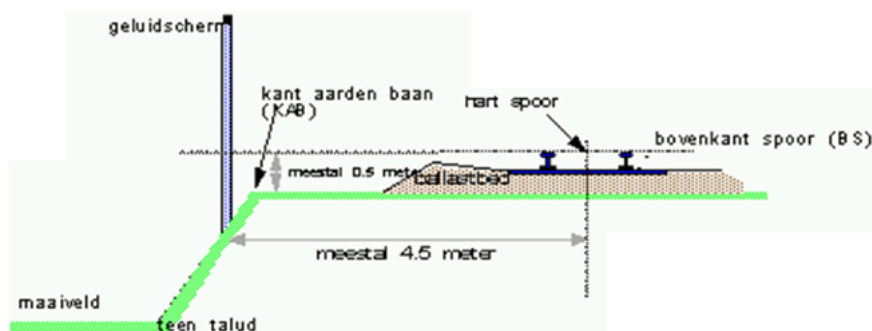 geluidscherm
kant aarden baan
(KAB)
hart spoor
bovenkant spoor (BS)
meestal 0.5 meter
ballastbed
meestal 4.5 meter
maaiveld
teen talud